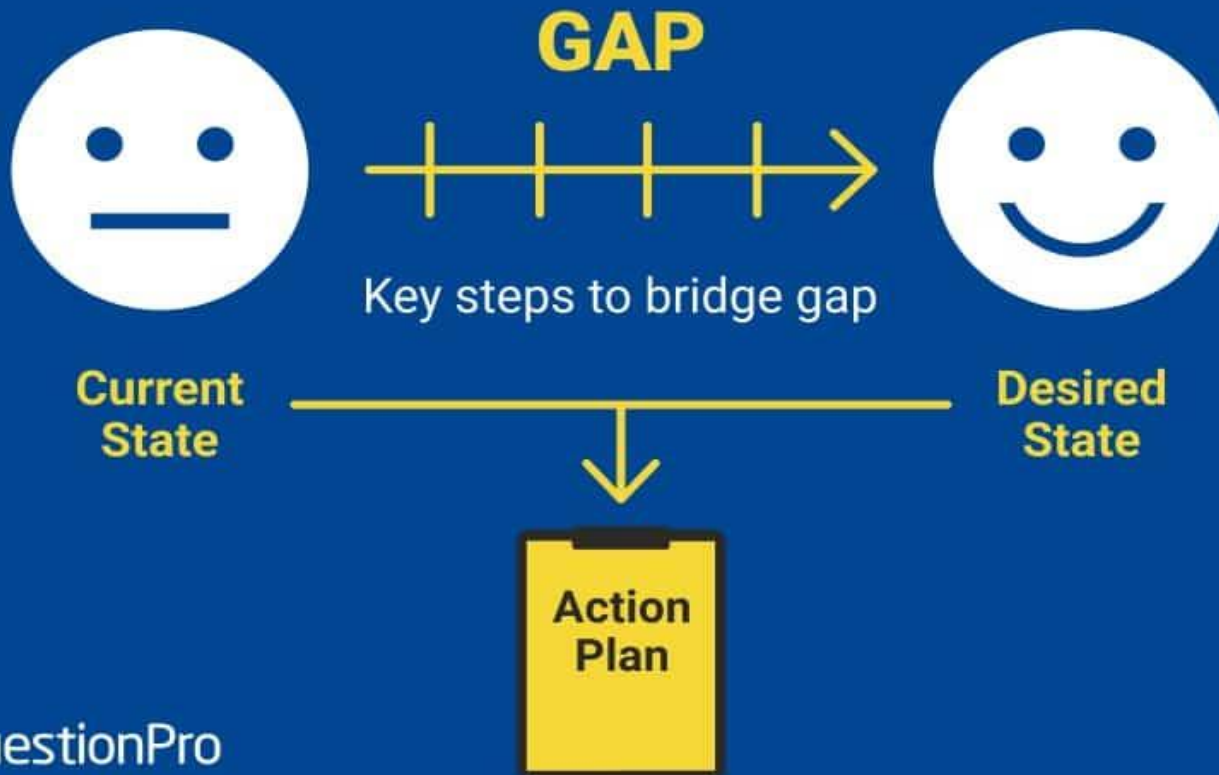 GAP
Key steps to bridge gap
Current
State
Desired
State
Action
Plan
estionPro